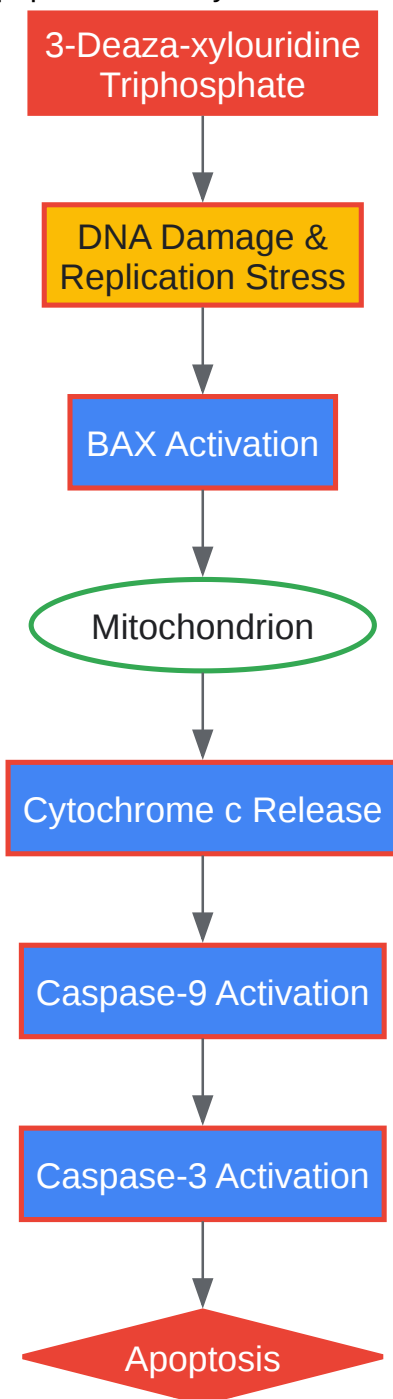 3-Deaza-xylouridine
Triphosphate
DNA Damage &
Replication Stress
BAX Activation
Mitochondrion
Cytochrome c Release
Caspase-9 Activation
Caspase-3 Activation
Apoptosis